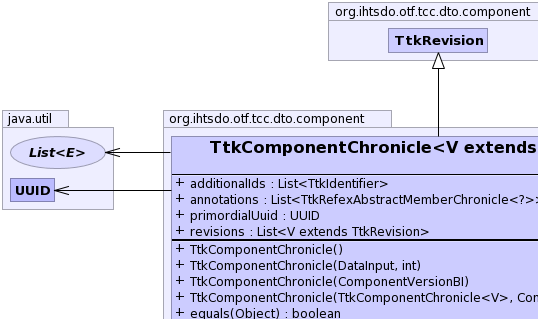 org.ihtsdo.otf.tcc.dto.component
TtkRevision
java.util
org.ihtsdo.otf.tcc.dto.component
List<E>
UUID
TtkComponentChronicle<V extends
+ additionalIds : List<TtkIdentifier>
+ annotations : List<TtkRefexAbstractMemberChronicle<?>>
+ primordialUuid : UUID
+ revisions : List<V extends TtkRevision>
+ TtkComponentChronicle()
+ TtkComponentChronicle(DataInput, int)
+ TtkComponentChronicle(ComponentVersionBI)
+ TtkComponentChronicle(TtkComponentChronicle<V>, Con
+ equals(Object) : boolean